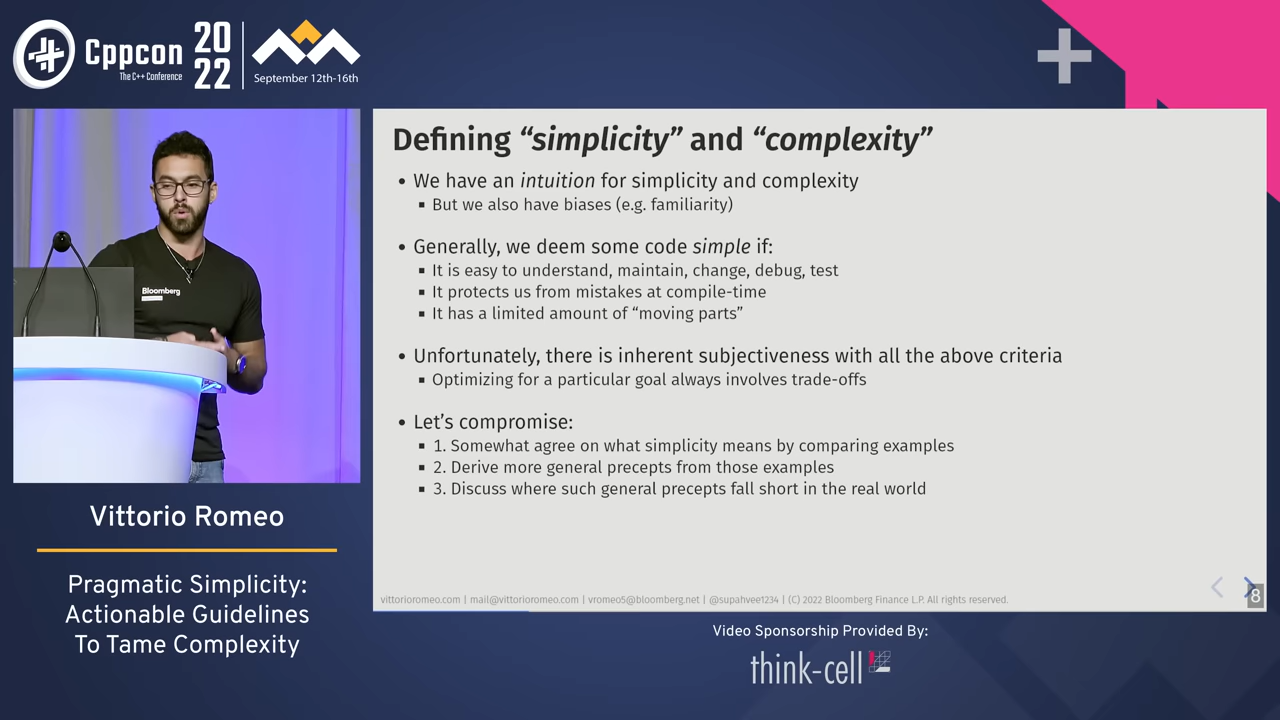 Cppcon
The C++ Conference
20
22
September 12th-16th
Bloomberg
Vittorio Romeo
Pragmatic Simplicity:
Actionable Guidelines
To Tame Complexity
Defining “simplicity” and “complexity”
• We have an intuition for simplicity and complexity
▪ But we also have biases (e.g. familiarity)
• Generally, we deem some code simple if:
▪ It is easy to understand, maintain, change, debug, test
▪ It protects us from mistakes at compile-time
▪ It has a limited amount of “moving parts”
• Unfortunately, there is inherent subjectiveness with all the above criteria
▪ Optimizing for a particular goal always involves trade-offs
• Let’s compromise:
▪ 1. Somewhat agree on what simplicity means by comparing examples
▪ 2. Derive more general precepts from those examples
▪ 3. Discuss where such general precepts fall short in the real world
vittorioromeo.com | mail@vittorioromeo.com | vromeo5@bloomberg.net | @supahvee1234 | (C) 2022 Bloomberg Finance L.P. All rights reserved.
8
Video Sponsorship Provided By:
think-cell